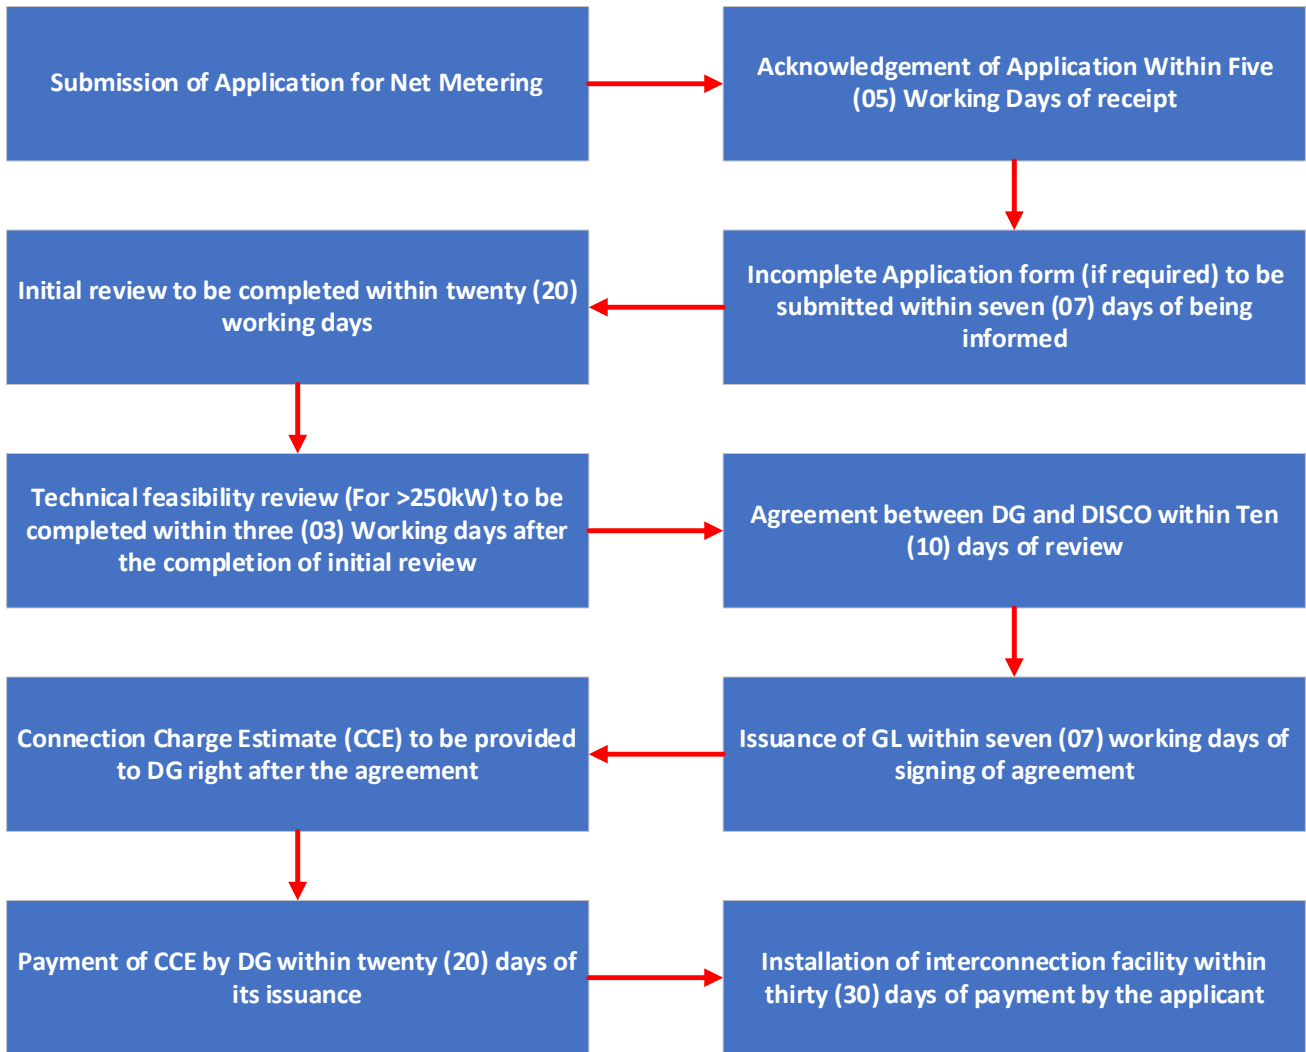 Submission of Application for Net Metering
Acknowledgement of Application Within Five
(05) Working Days of receipt
Incomplete Application form (if required) to be
submitted within seven (07) days of being
informed
Initial review to be completed within twenty (20)
working days
Technical feasibility review (For >250kW) to be
completed within three (03) Working days after
the completion of initial review
Agreement between DG and DISCO within Ten
(10) days of review
Issuance of GL within seven (07) working days of
signing of agreement
Connection Charge Estimate (CCE) to be provided
to DG right after the agreement
Payment of CCE by DG within twenty (20) days of
its issuance
Installation of interconnection facility within
thirty (30) days of payment by the applicant